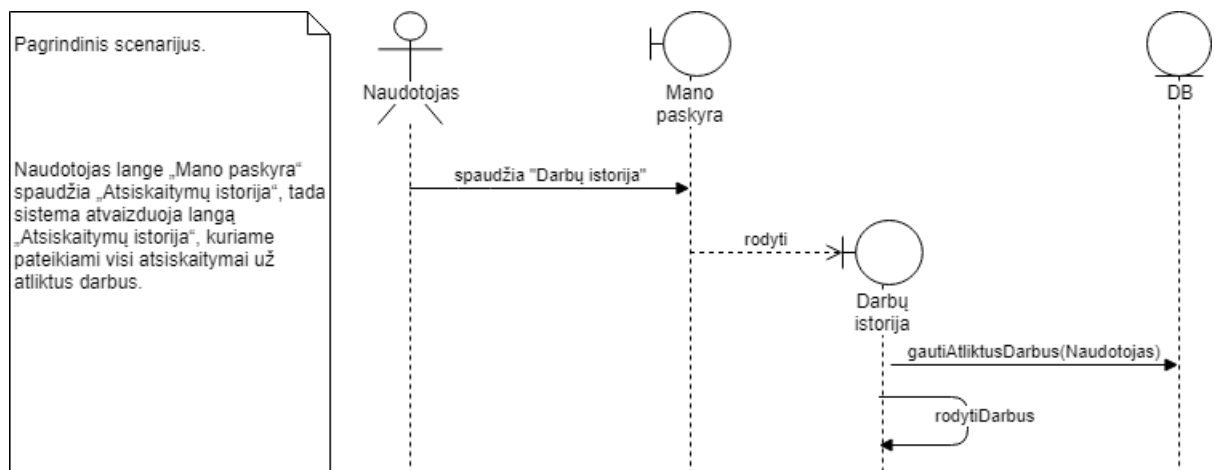 Pagrindinis scenarijus.
Naudotojas lange „Mano paskyra“
spaudžia „Atsiskaitymų istorija“, tada
sistema atvaizduoja langą
„Atsiskaitymų istorija“, kuriame
pateikiami visi atsiskaitymai už
atliktus darbus.
Naudotojas
Mano
paskyra
DB
spaudžia "Darbų istorija"
rodyti
Darbų
istorija
gautiAtliktusDarbus(Naudotojas)
rodytiDarbus